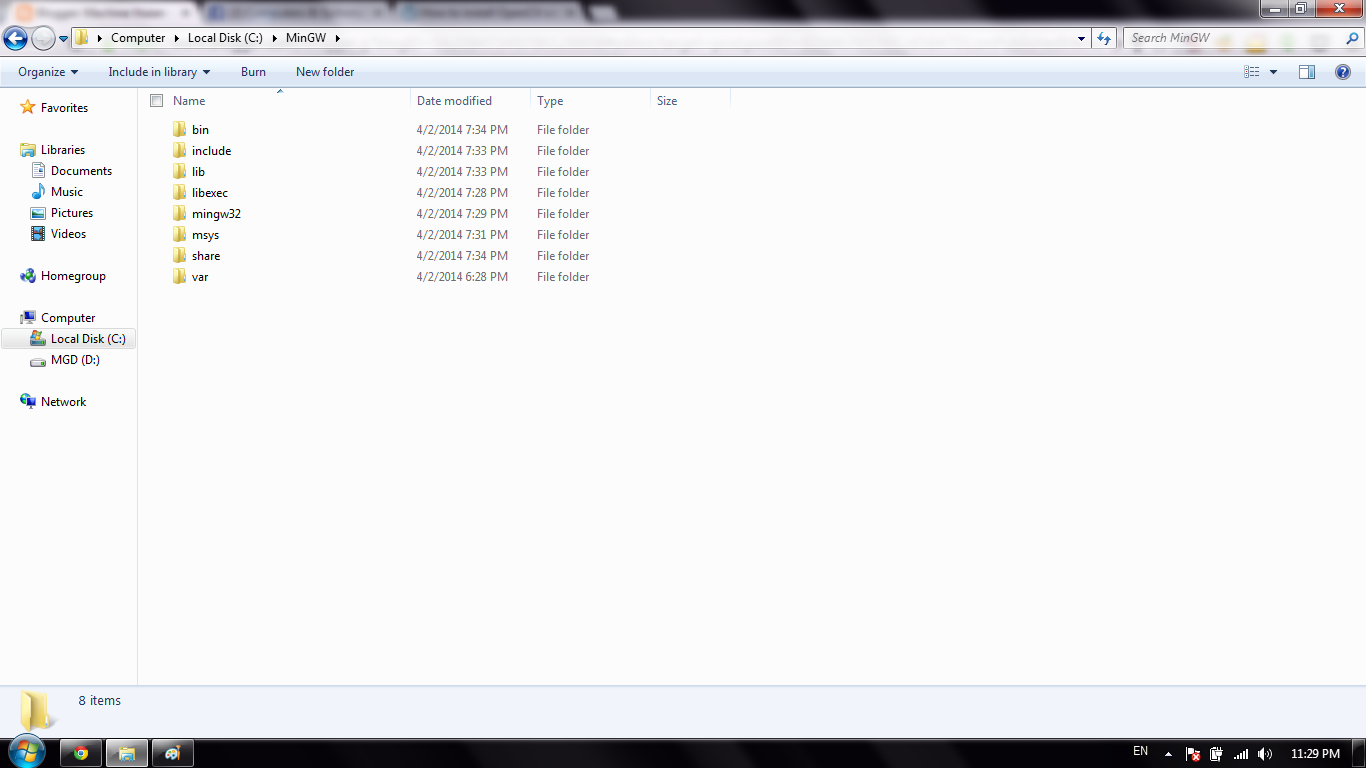 Computer Local Disk (C:) MinGW Search MinGW
Organize Include in library Burn New folder
Name Date modified Type Size
Favorites
Libraries
Documents
Music
Pictures
Videos
Homegroup
Computer
Local Disk (C:)
MGD (D:)
Network
bin 4/2/2014 7:34 PM File folder
include 4/2/2014 7:33 PM File folder
lib 4/2/2014 7:33 PM File folder
libexec 4/2/2014 7:28 PM File folder
mingw32 4/2/2014 7:29 PM File folder
msys 4/2/2014 7:31 PM File folder
share 4/2/2014 7:34 PM File folder
var 4/2/2014 6:28 PM File folder
8 items
EN 11:29 PM